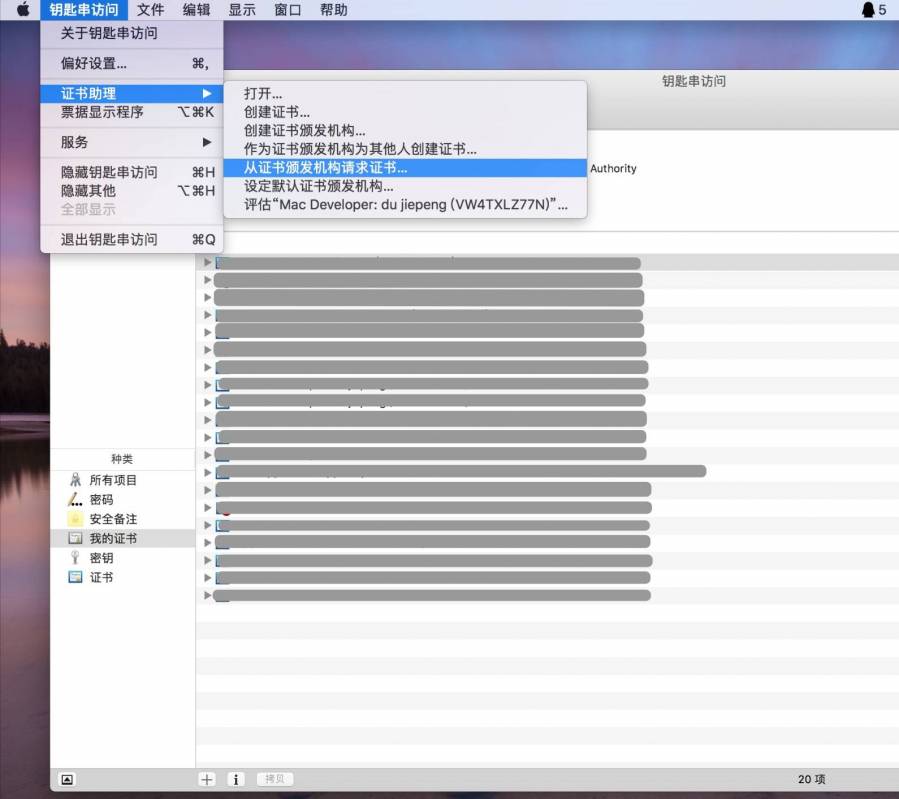 钥匙串访问 文件 编辑 显示 窗口 帮助 5
关于钥匙串访问
偏好设置... ⌘,
证书助理 ▶
票据显示程序 ⌥⌘K
服务 ▶
隐藏钥匙串访问 ⌘H
隐藏其他 ⌥⌘H
全部显示
退出钥匙串访问 ⌘Q
打开...
创建证书...
创建证书颁发机构...
作为证书颁发机构为其他人创建证书...
从证书颁发机构请求证书...
设定默认证书颁发机构...
评估“Mac Developer: du jiepeng (VW4TXLZ77N)”...
钥匙串访问
Authority
种类
所有项目
密码
安全备注
我的证书
密钥
证书
拷贝
20 项